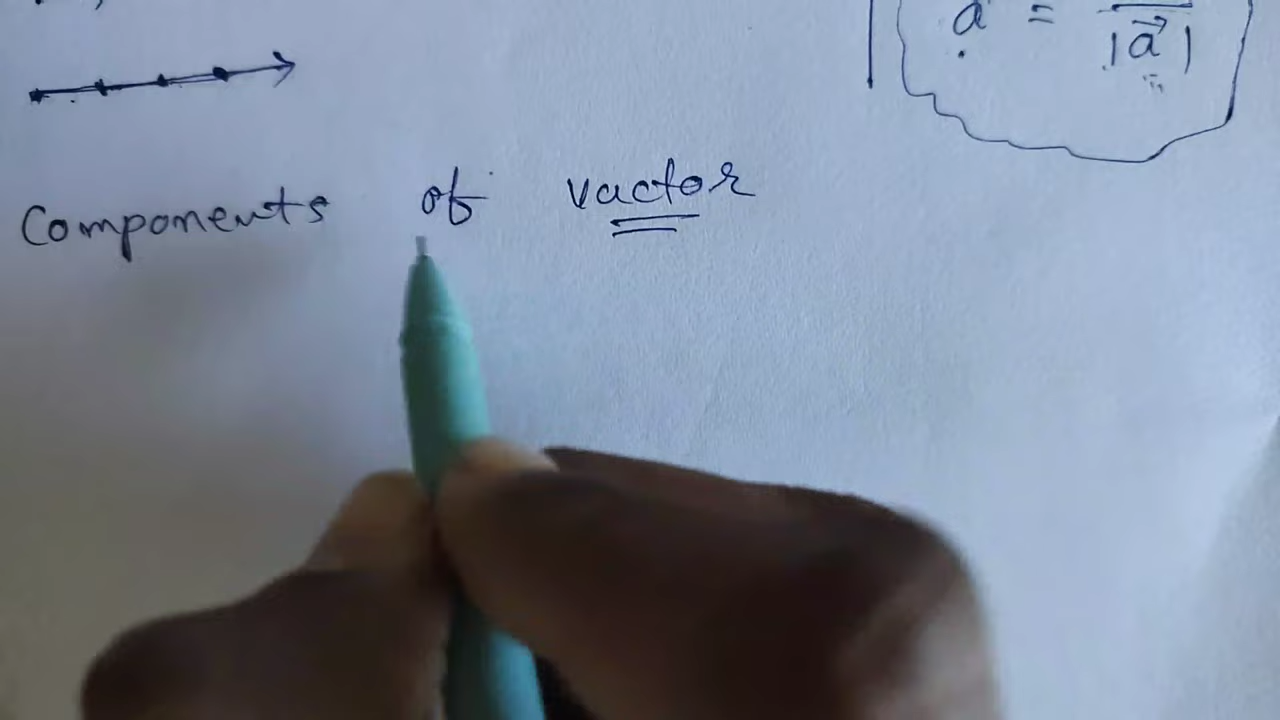 a = / |a⃗|
Components of vactor